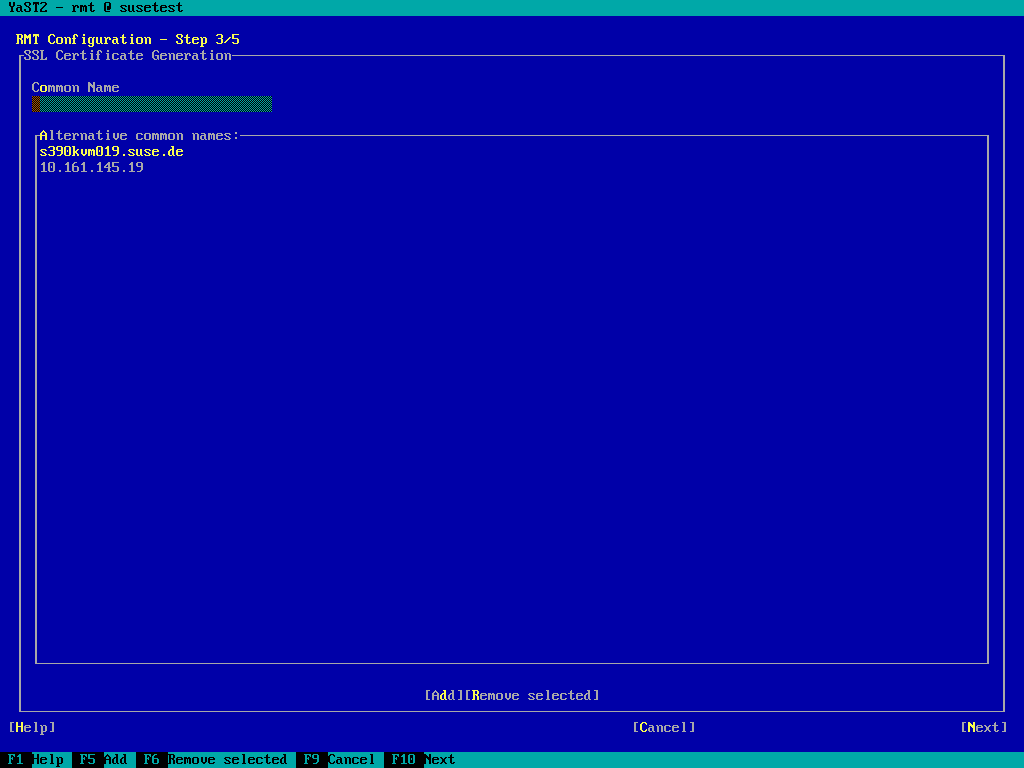 YaST2 - rmt @ susetest
RMT Configuration - Step 3/5
SSL Certificate Generation
Common Name
Alternative common names:
s390kvm019.suse.de
10.161.145.19
[Add][Remove selected]
[Help] [Cancel] [Next]
F1 Help F5 Add F6 Remove selected F9 Cancel F10 Next